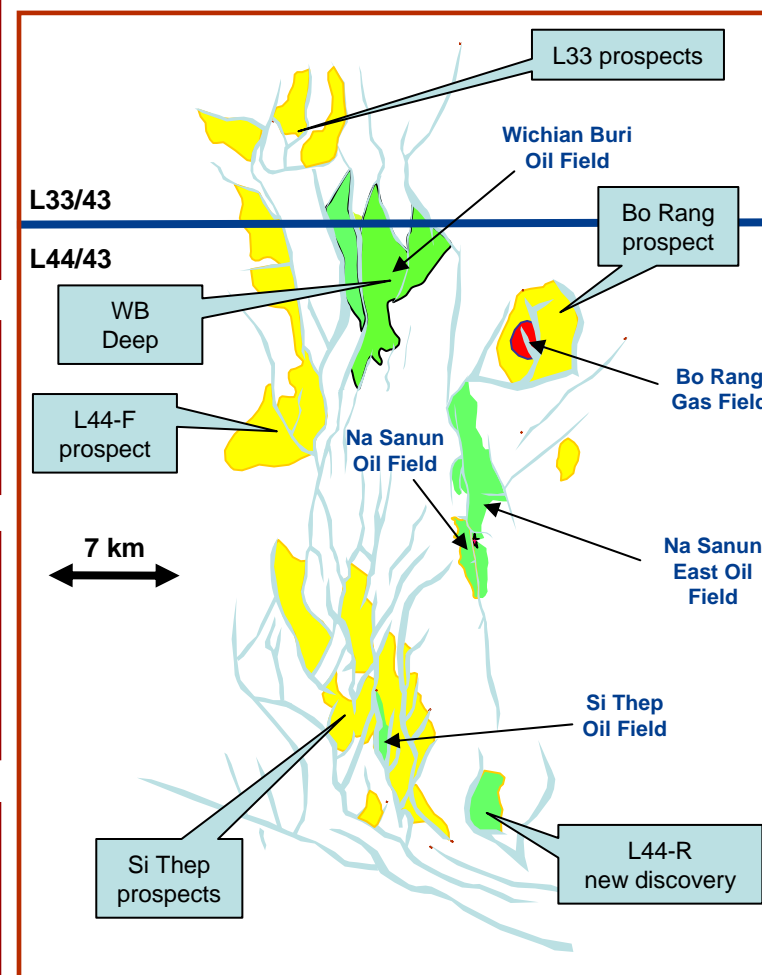 L33 prospects
Wichian Buri
Oil Field
L33/43
Bo Rang
prospect
L44/43
WB
Deep
Bo Rang
Gas Field
L44-F
prospect
Na Sanun
Oil Field
7 km
Na Sanun
East Oil
Field
Si Thep
Oil Field
Si Thep
prospects
L44-R
new discovery